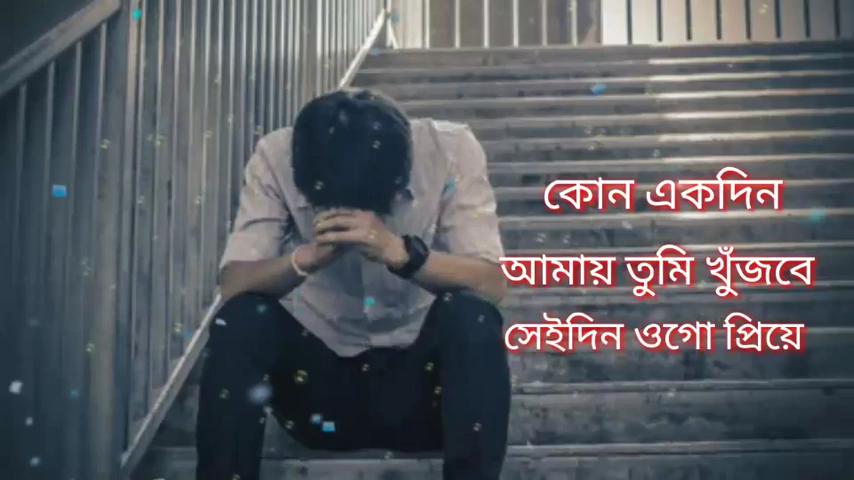 কোন একদিন
আমায় তুমি খুঁজবে
সেইদিন ওগো প্রিয়ে